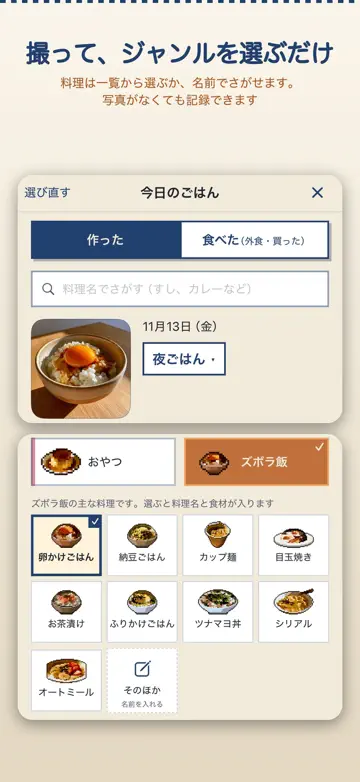 撮って、ジャンルを選ぶだけ
料理は一覧から選ぶか、名前でさがせます。
写真がなくても記録できます
選び直す
今日のごはん
作った
食べた(外食・買った)
料理名でさがす(すし、カレーなど)
11月13日(金)
夜ごはん
おやつ
ズボラ飯
ズボラ飯の主な料理です。選ぶと料理名と食材が入ります
卵かけごはん
納豆ごはん
カップ麺
目玉焼き
お茶漬け
ふりかけごはん
ツナマヨ丼
シリアル
オートミール
そのほか
名前を入れる